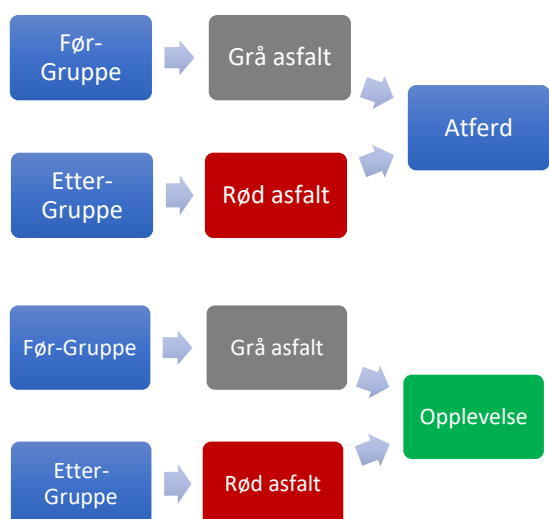 Før-
Gruppe
Grå asfalt
Atferd
Etter-
Gruppe
Rød asfalt
Før-Gruppe
Grå asfalt
Opplevelse
Etter-
Gruppe
Rød asfalt